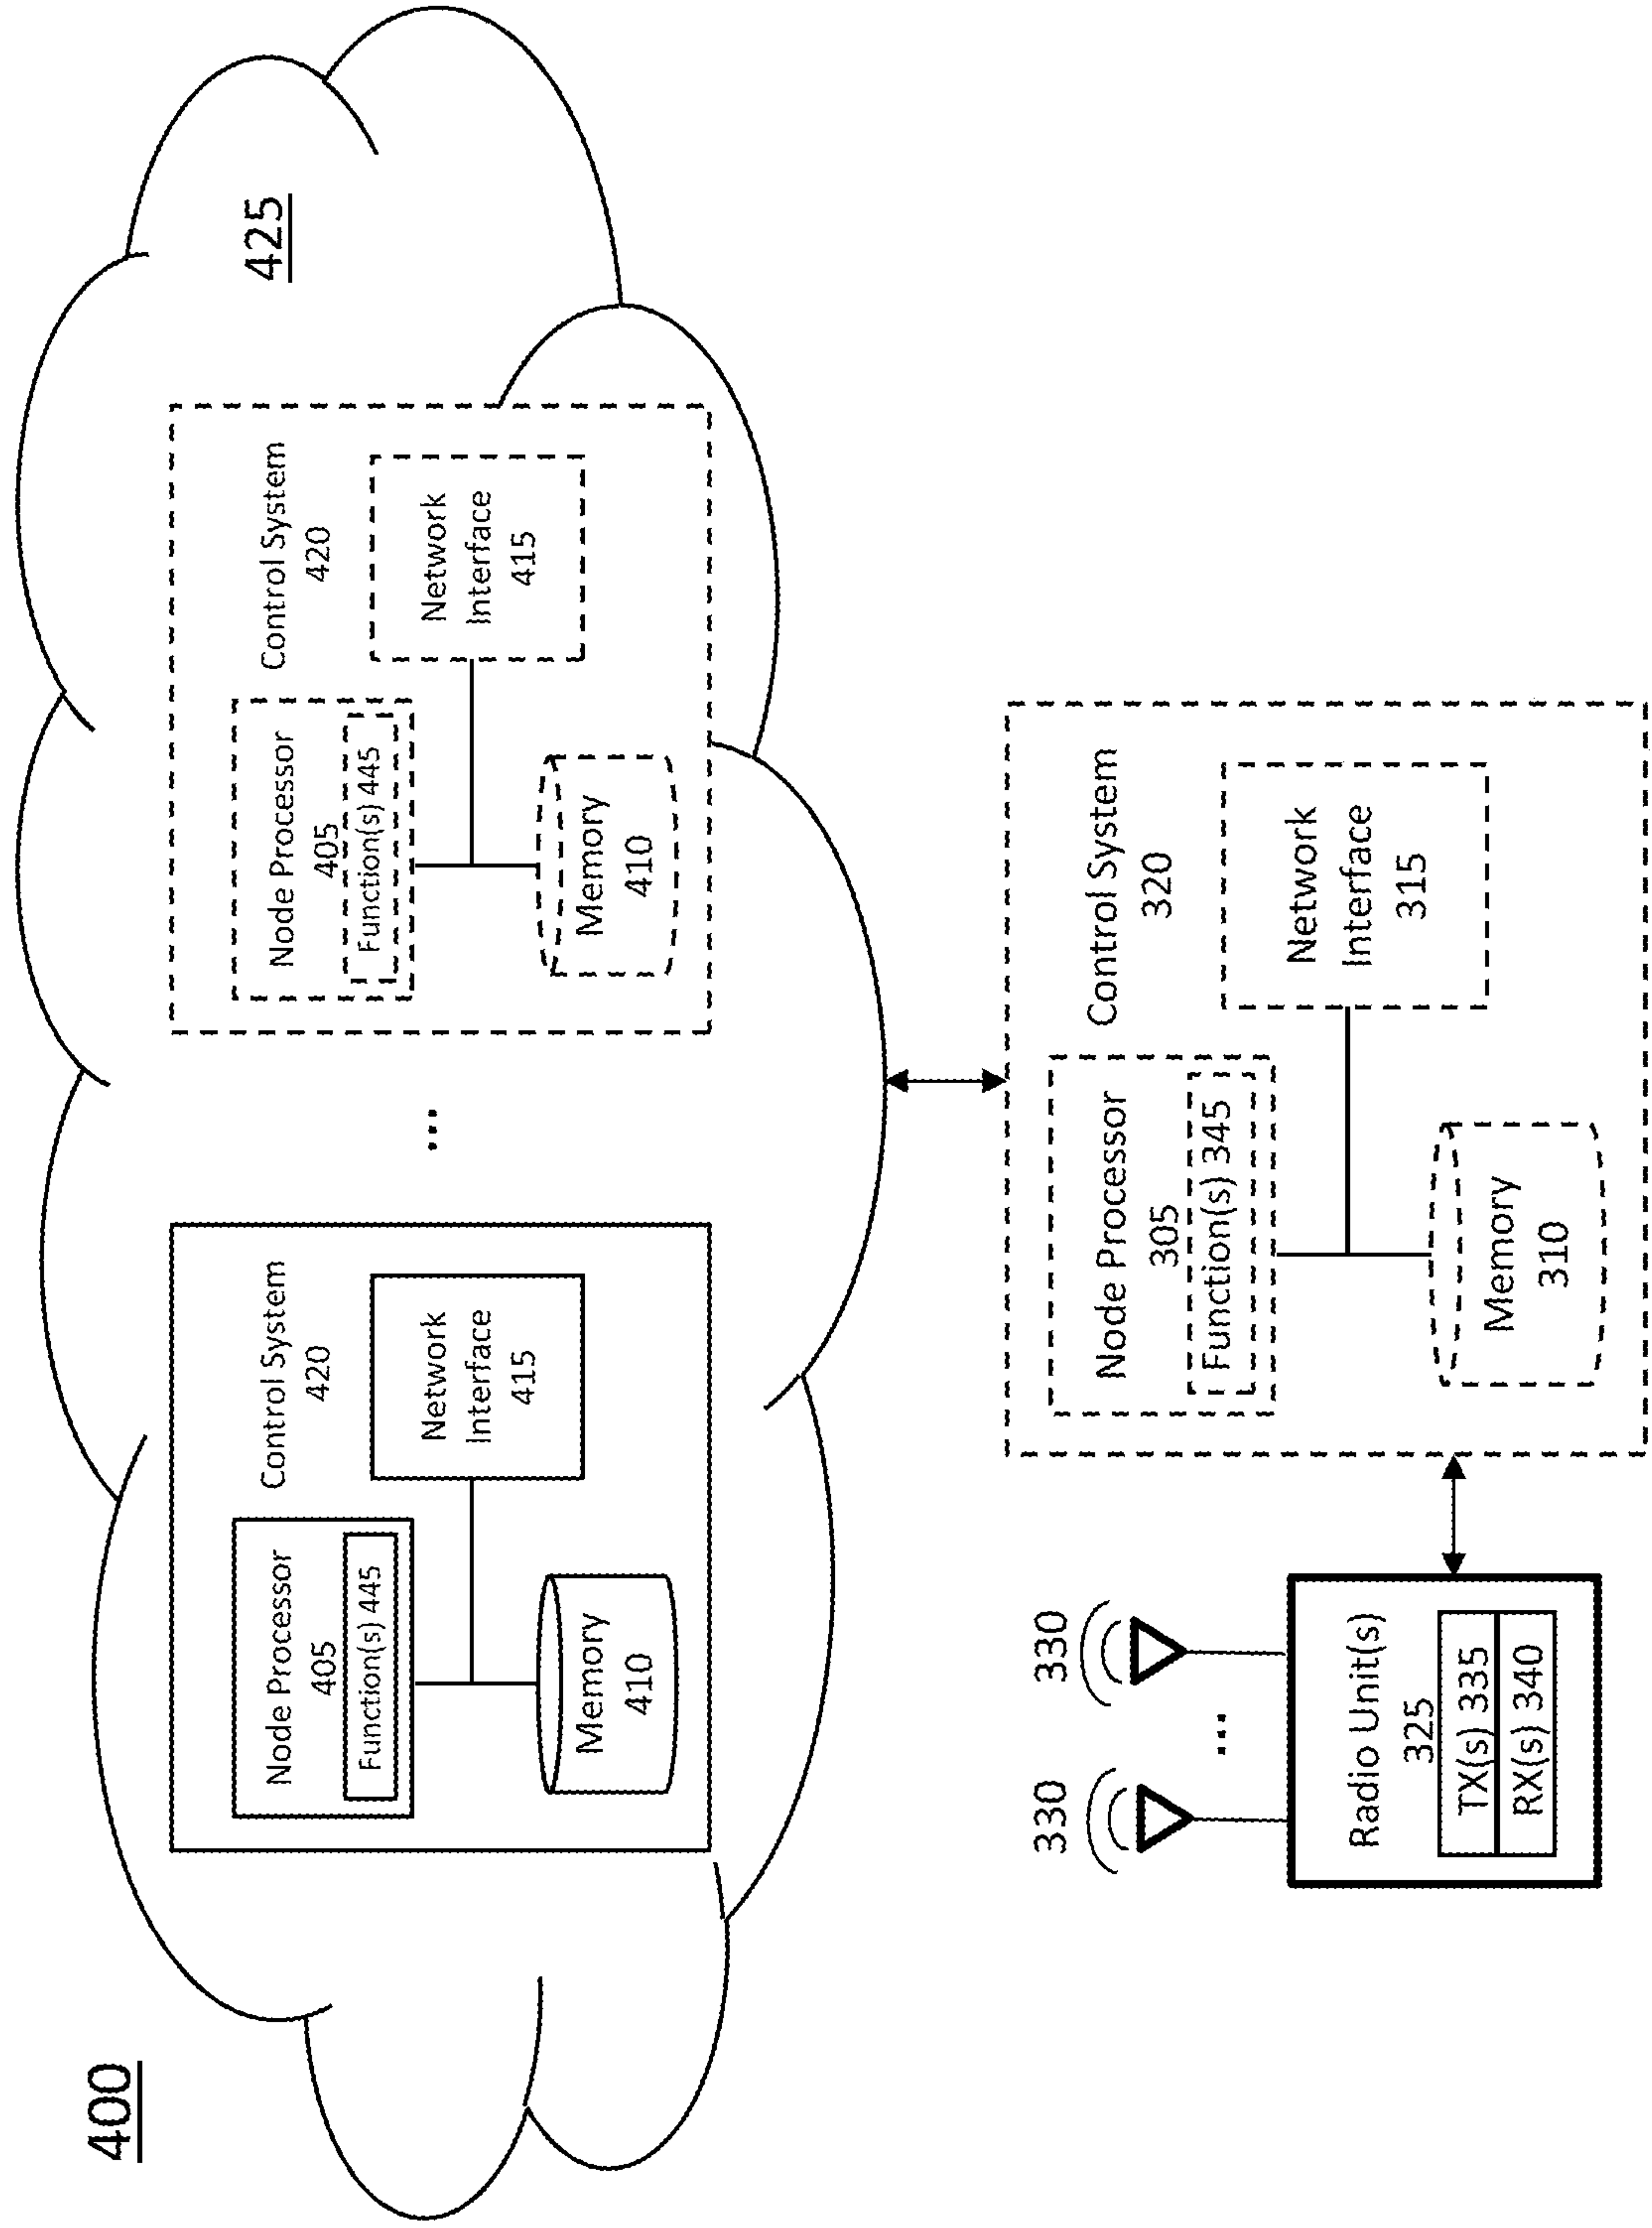 400
425
Control System
420
Node Processor
405
Function(s) 445
Network
Interface
415
Memory
410
...
Control System
420
Node Processor
405
Function(s) 445
Network
Interface
415
Memory
410
330
...
330
Radio Unit(s)
325
TX(s) 335
RX(s) 340
Control System
320
Node Processor
305
Function(s) 345
Network
Interface
315
Memory
310